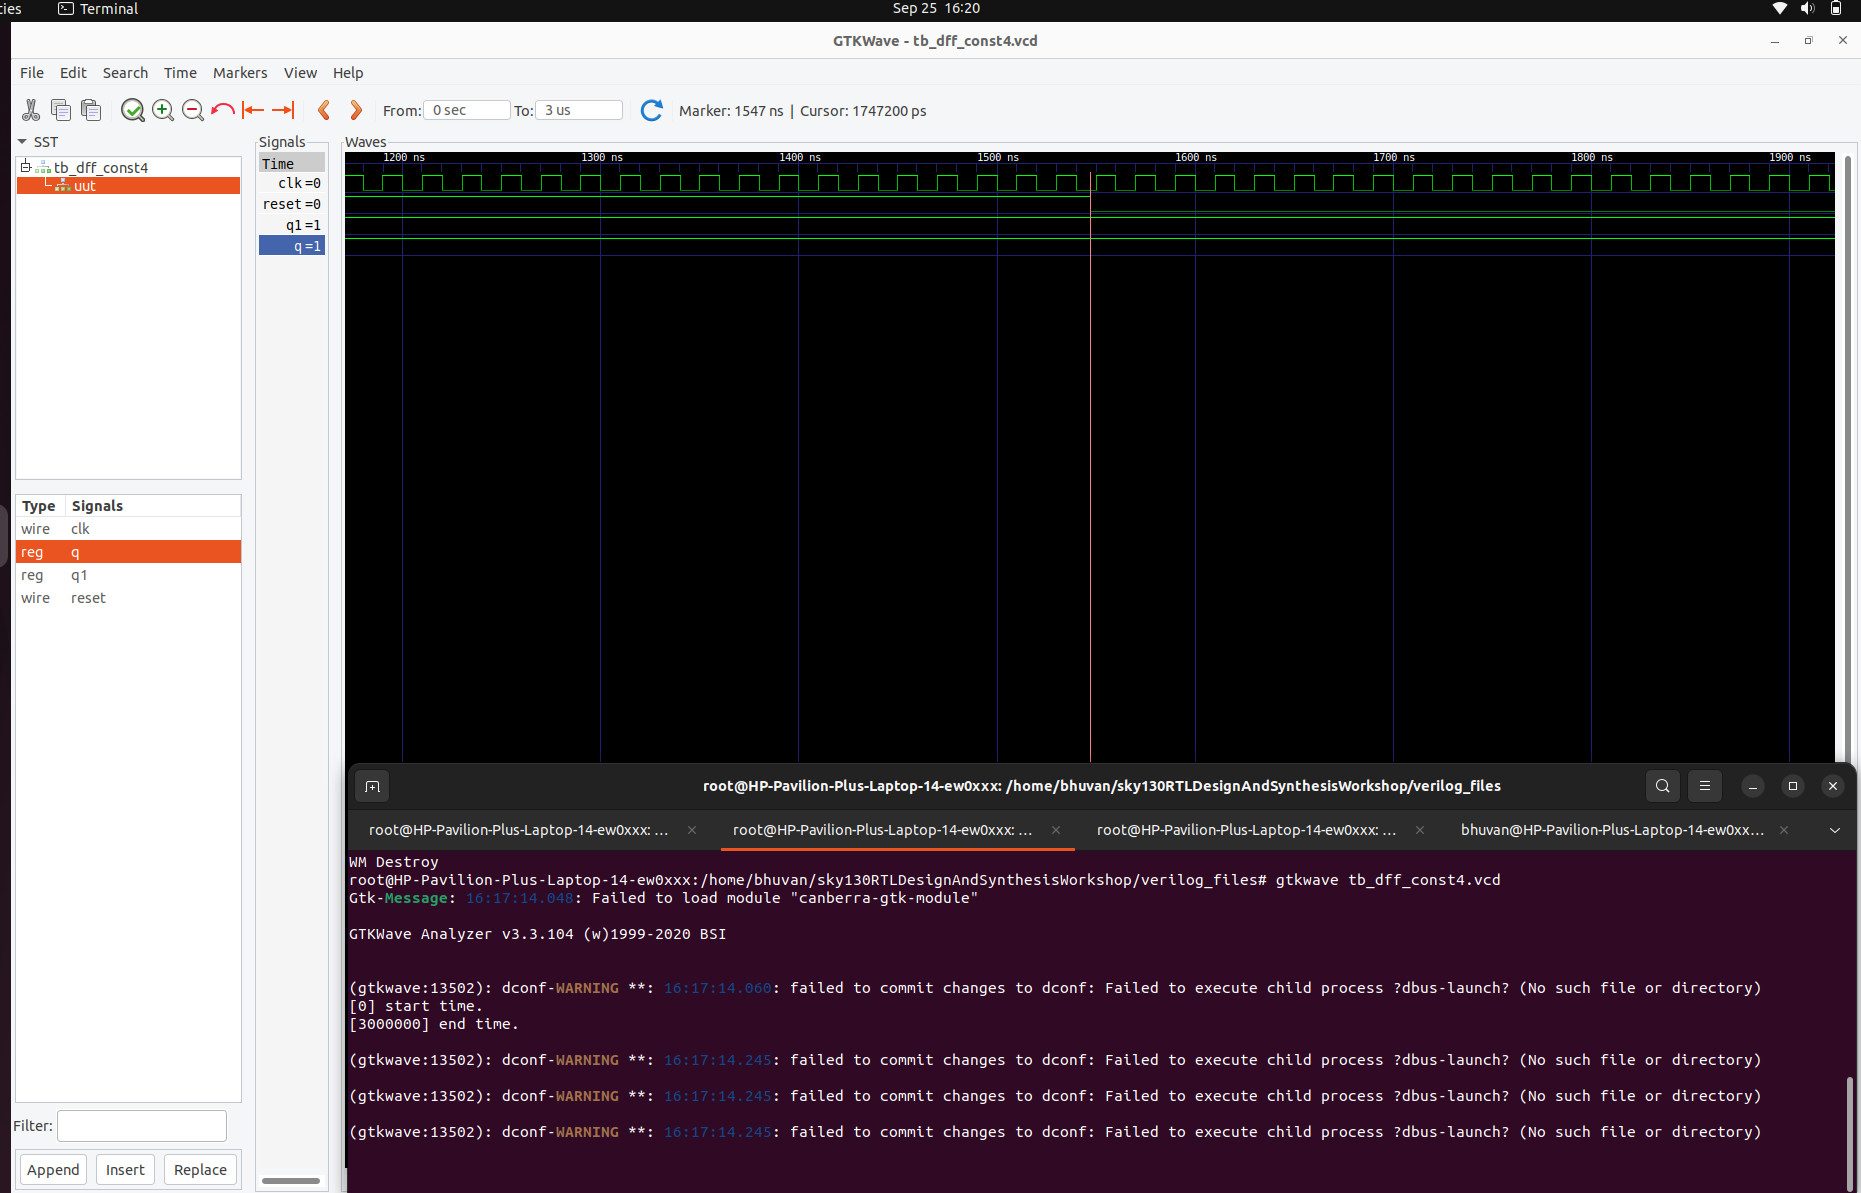 ties Terminal Sep 25 16:20
GTKWave - tb_dff_const4.vcd
File Edit Search Time Markers View Help
From: 0 sec To: 3 us Marker: 1547 ns | Cursor: 1747200 ps
SST
tb_dff_const4
uut
Type Signals
wire clk
reg q
reg q1
wire reset
Filter:
Append Insert Replace
Signals
Time
clk =0
reset =0
q1 =1
q =1
Waves
1200 ns 1300 ns 1400 ns 1500 ns 1600 ns 1700 ns 1800 ns 1900 ns
root@HP-Pavilion-Plus-Laptop-14-ew0xxx: /home/bhuvan/sky130RTLDesignAndSynthesisWorkshop/verilog_files
root@HP-Pavilion-Plus-Laptop-14-ew0xxx: ... root@HP-Pavilion-Plus-Laptop-14-ew0xxx: ... root@HP-Pavilion-Plus-Laptop-14-ew0xxx: ... bhuvan@HP-Pavilion-Plus-Laptop-14-ew0xx...
WM Destroy
root@HP-Pavilion-Plus-Laptop-14-ew0xxx:/home/bhuvan/sky130RTLDesignAndSynthesisWorkshop/verilog_files# gtkwave tb_dff_const4.vcd
Gtk-Message: 16:17:14.048: Failed to load module "canberra-gtk-module"
GTKWave Analyzer v3.3.104 (w)1999-2020 BSI
(gtkwave:13502): dconf-WARNING **: 16:17:14.060: failed to commit changes to dconf: Failed to execute child process ?dbus-launch? (No such file or directory)
[0] start time.
[3000000] end time.
(gtkwave:13502): dconf-WARNING **: 16:17:14.245: failed to commit changes to dconf: Failed to execute child process ?dbus-launch? (No such file or directory)
(gtkwave:13502): dconf-WARNING **: 16:17:14.245: failed to commit changes to dconf: Failed to execute child process ?dbus-launch? (No such file or directory)
(gtkwave:13502): dconf-WARNING **: 16:17:14.245: failed to commit changes to dconf: Failed to execute child process ?dbus-launch? (No such file or directory)